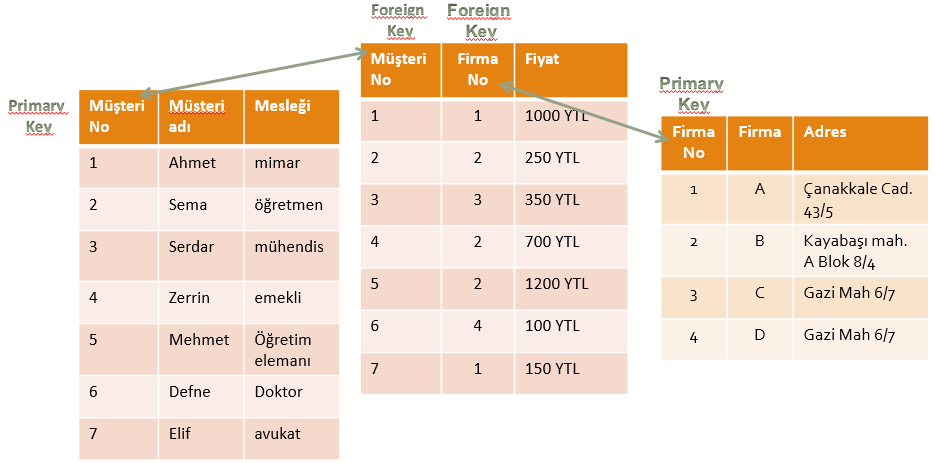 Foreign
Key
Foreign
Key
Müşteri
No
Firma
No
Fiyat
1 1 1000 YTL
2 2 250 YTL
3 3 350 YTL
4 2 700 YTL
5 2 1200 YTL
6 4 100 YTL
7 1 150 YTL
Primary
Key
Müşteri
No
Müsteri
adı
Mesleği
1 Ahmet mimar
2 Sema öğretmen
3 Serdar mühendis
4 Zerrin emekli
5 Mehmet Öğretim
elemanı
6 Defne Doktor
7 Elif avukat
Primary
Key
Firma
No
Firma
Adres
1 A Çanakkale Cad.
43/5
2 B Kayabaşı mah.
A Blok 8/4
3 C Gazi Mah 6/7
4 D Gazi Mah 6/7